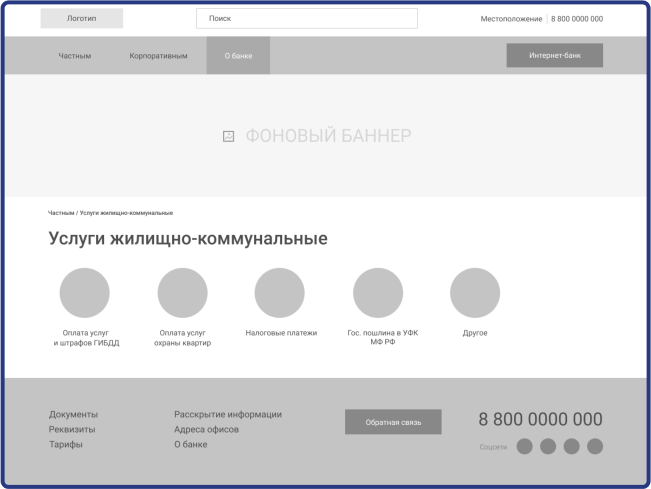 Логотип
Поиск
Местоположение
8 800 0000 000
Частным
Корпоративным
О банке
Интернет-банк
ФОНОВЫЙ БАННЕР
Частным / Услуги жилищно-коммунальные
Услуги жилищно-коммунальные
Оплата услуг
и штрафов ГИБДД
Оплата услуг
охраны квартир
Налоговые платежи
Гос. пошлина в УФК
МФ РФ
Другое
Документы
Реквизиты
Тарифы
Расскрытие информации
Адреса офисов
О банке
Обратная связь
8 800 0000 000
Соцсети